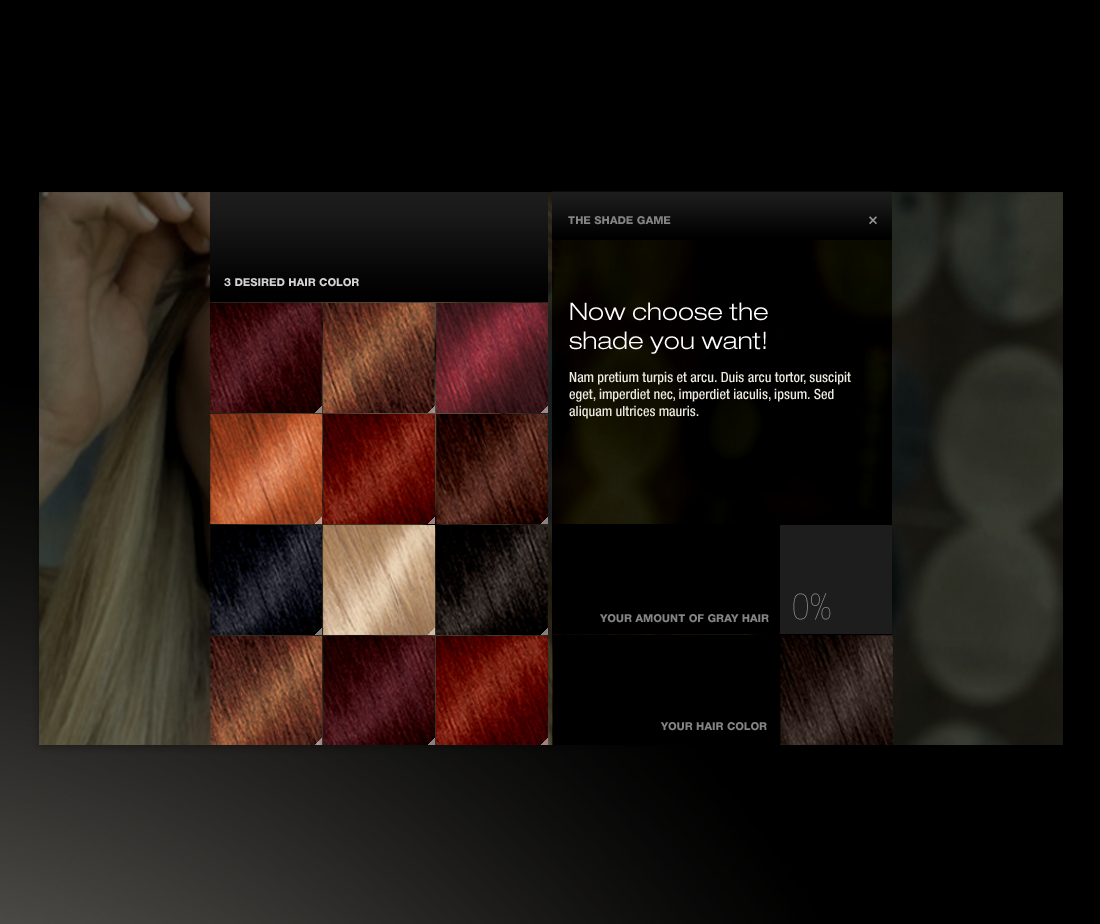 3 DESIRED HAIR COLOR
THE SHADE GAME ×
Now choose the
shade you want!
Nam pretium turpis et arcu. Duis arcu tortor, suscipit
eget, imperdiet nec, imperdiet iaculis, ipsum. Sed
aliquam ultrices mauris.
YOUR AMOUNT OF GRAY HAIR
0%
YOUR HAIR COLOR